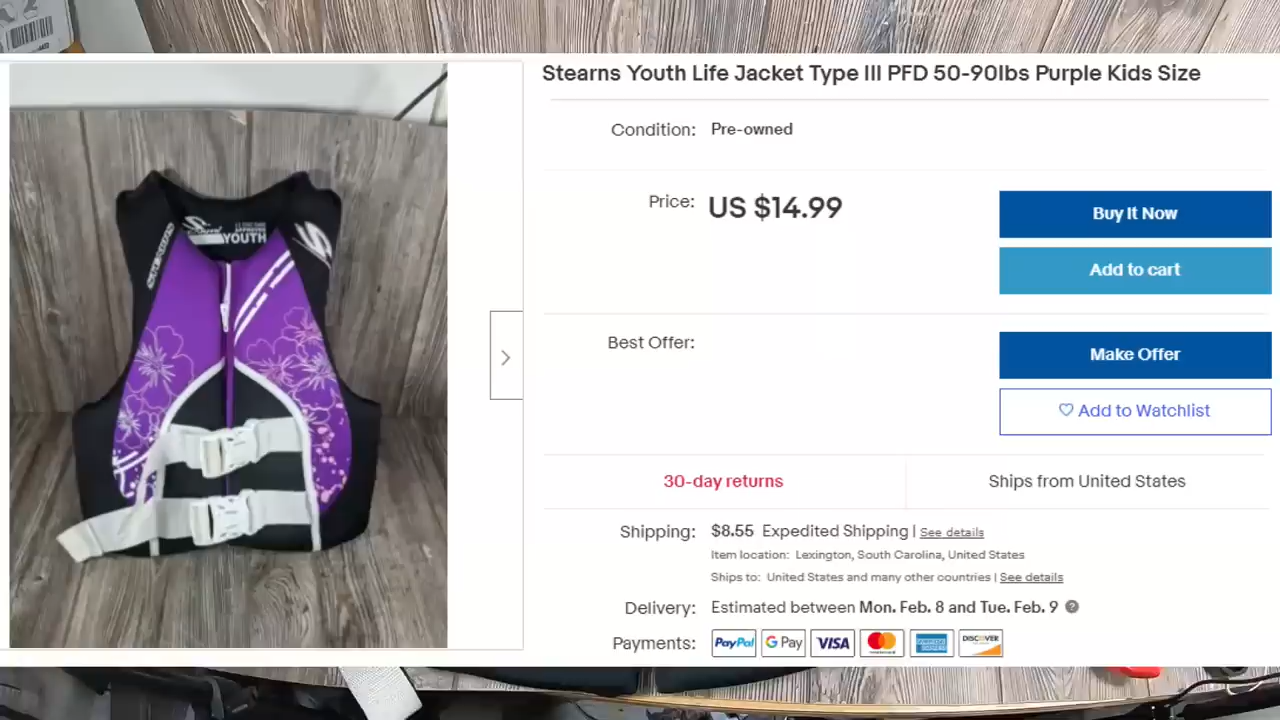 Stearns Youth Life Jacket Type III PFD 50-90lbs Purple Kids Size
Condition: Pre-owned
Price: US $14.99
Buy It Now
Add to cart
Best Offer:
Make Offer
Add to Watchlist
30-day returns
Ships from United States
Shipping: $8.55 Expedited Shipping | See details
Item location: Lexington, South Carolina, United States
Ships to: United States and many other countries | See details
Delivery: Estimated between Mon. Feb. 8 and Tue. Feb. 9
Payments: PayPal G Pay VISA DISCOVER
YOUTH